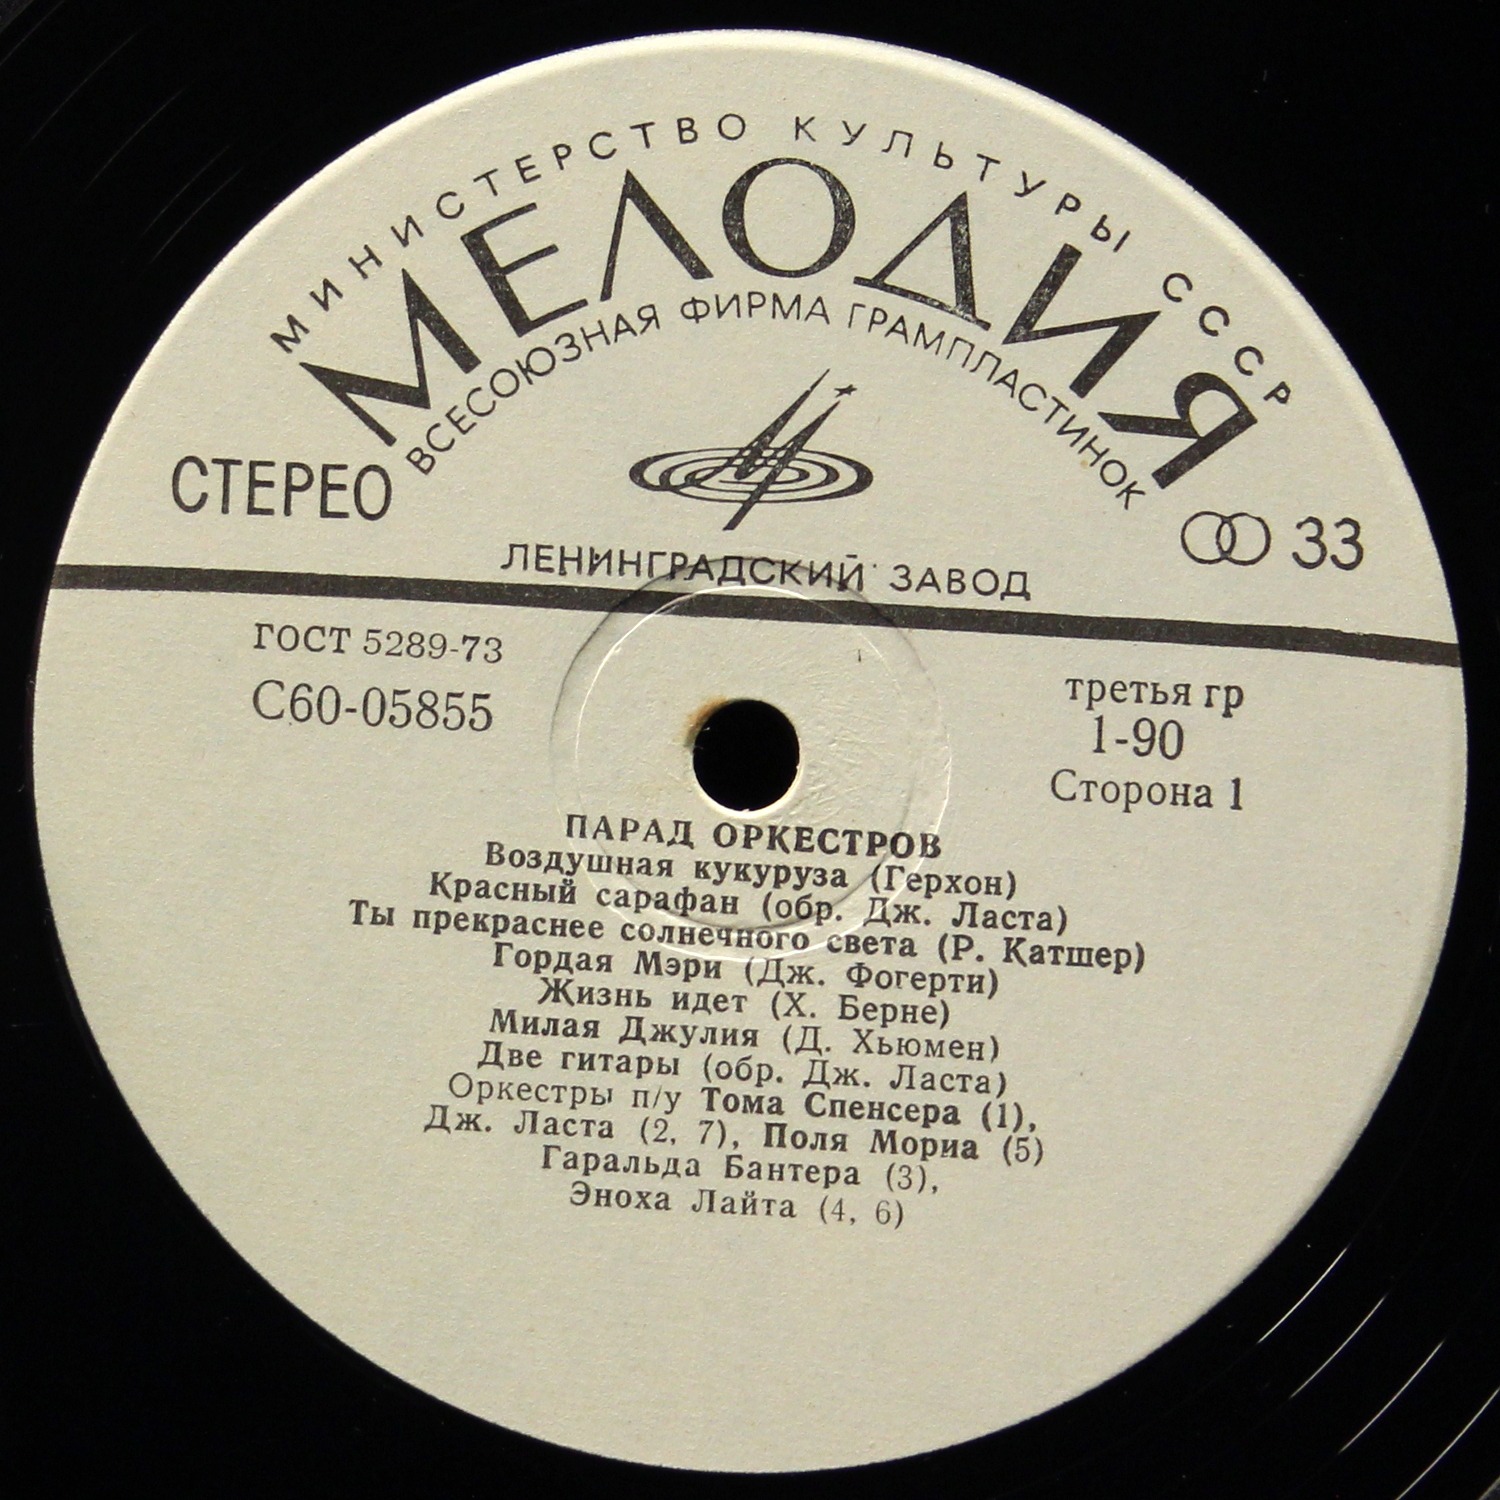 МИНИСТЕРСТВО КУЛЬТУРЫ СССР
МЕЛОДИЯ
ВСЕСОЮЗНАЯ ФИРМА ГРАМПЛАСТИНОК
СТЕРЕО
33
ЛЕНИНГРАДСКИЙ ЗАВОД
ГОСТ 5289-73
С60-05855
третья гр
1-90
Сторона 1
ПАРАД ОРКЕСТРОВ
Воздушная кукуруза (Герхон)
Красный сарафан (обр. Дж. Ласта)
Ты прекраснее солнечного света (Р. Катшер)
Гордая Мэри (Дж. Фогерти)
Жизнь идет (Х. Берне)
Милая Джулия (Д. Хьюмен)
Две гитары (обр. Дж. Ласта)
Оркестры п/у Тома Спенсера (1),
Дж. Ласта (2, 7), Поля Мориа (5)
Гаральда Бантера (3),
Эноха Лайта (4, 6)